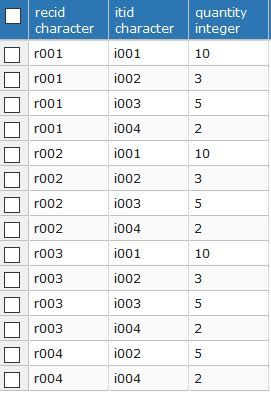 recid itid quantity
character character integer
r001 i001 10
r001 i002 3
r001 i003 5
r001 i004 2
r002 i001 10
r002 i002 3
r002 i003 5
r002 i004 2
r003 i001 10
r003 i002 3
r003 i003 5
r003 i004 2
r004 i002 5
r004 i004 2